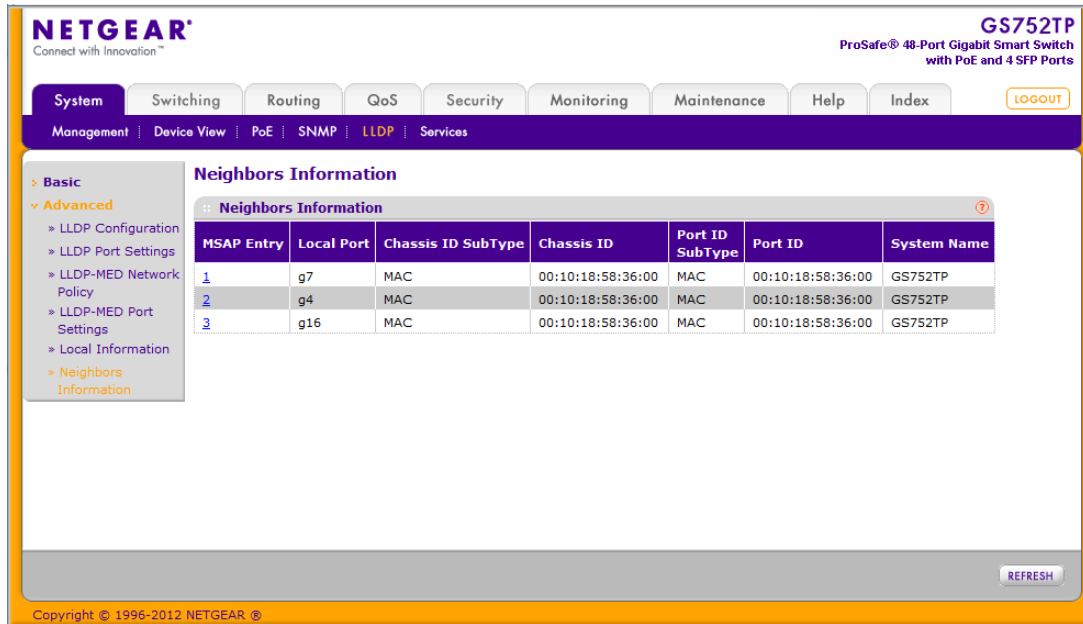 NETGEAR®
Connect with Innovation™
GS752TP
ProSafe® 48-Port Gigabit Smart Switch
with PoE and 4 SFP Ports
System Switching Routing QoS Security Monitoring Maintenance Help Index LOGOUT
Management Device View PoE SNMP LLDP Services
Basic
Advanced
» LLDP Configuration
» LLDP Port Settings
» LLDP-MED Network
Policy
» LLDP-MED Port
Settings
» Local Information
» Neighbors
Information
Neighbors Information
Neighbors Information ?
MSAP Entry Local Port Chassis ID SubType Chassis ID Port ID SubType Port ID System Name
1 g7 MAC 00:10:18:58:36:00 MAC 00:10:18:58:36:00 GS752TP
2 g4 MAC 00:10:18:58:36:00 MAC 00:10:18:58:36:00 GS752TP
3 g16 MAC 00:10:18:58:36:00 MAC 00:10:18:58:36:00 GS752TP
REFRESH
Copyright © 1996-2012 NETGEAR ®